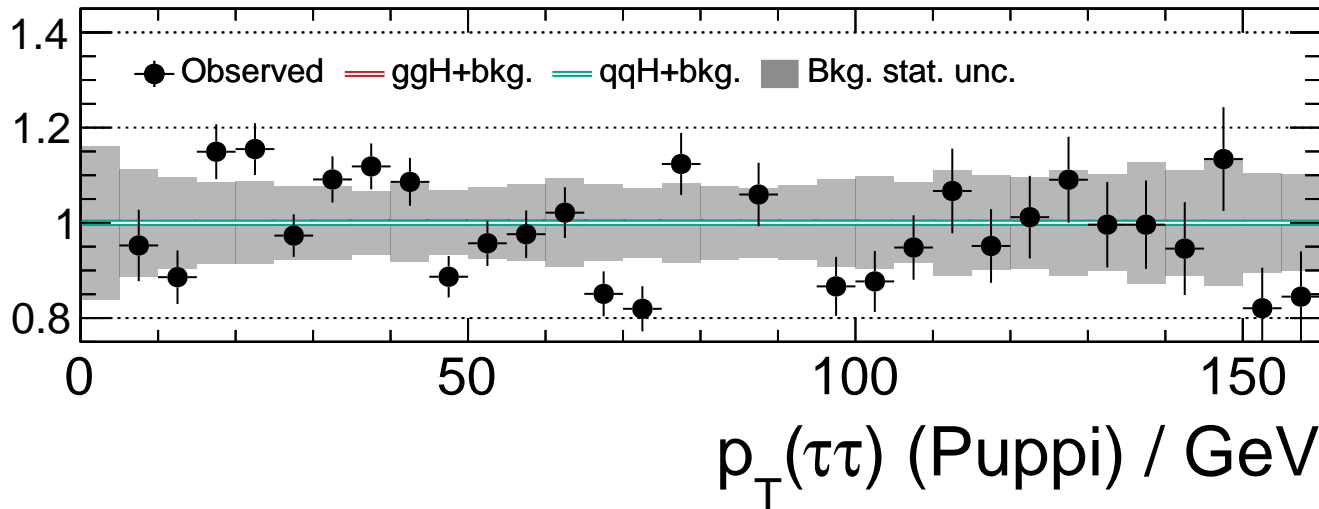 1.4
Observed ggH+bkg. qqH+bkg. Bkg. stat. unc.
1.2
1
0.8
0 50 100 150
p_T(ττ) (Puppi) / GeV